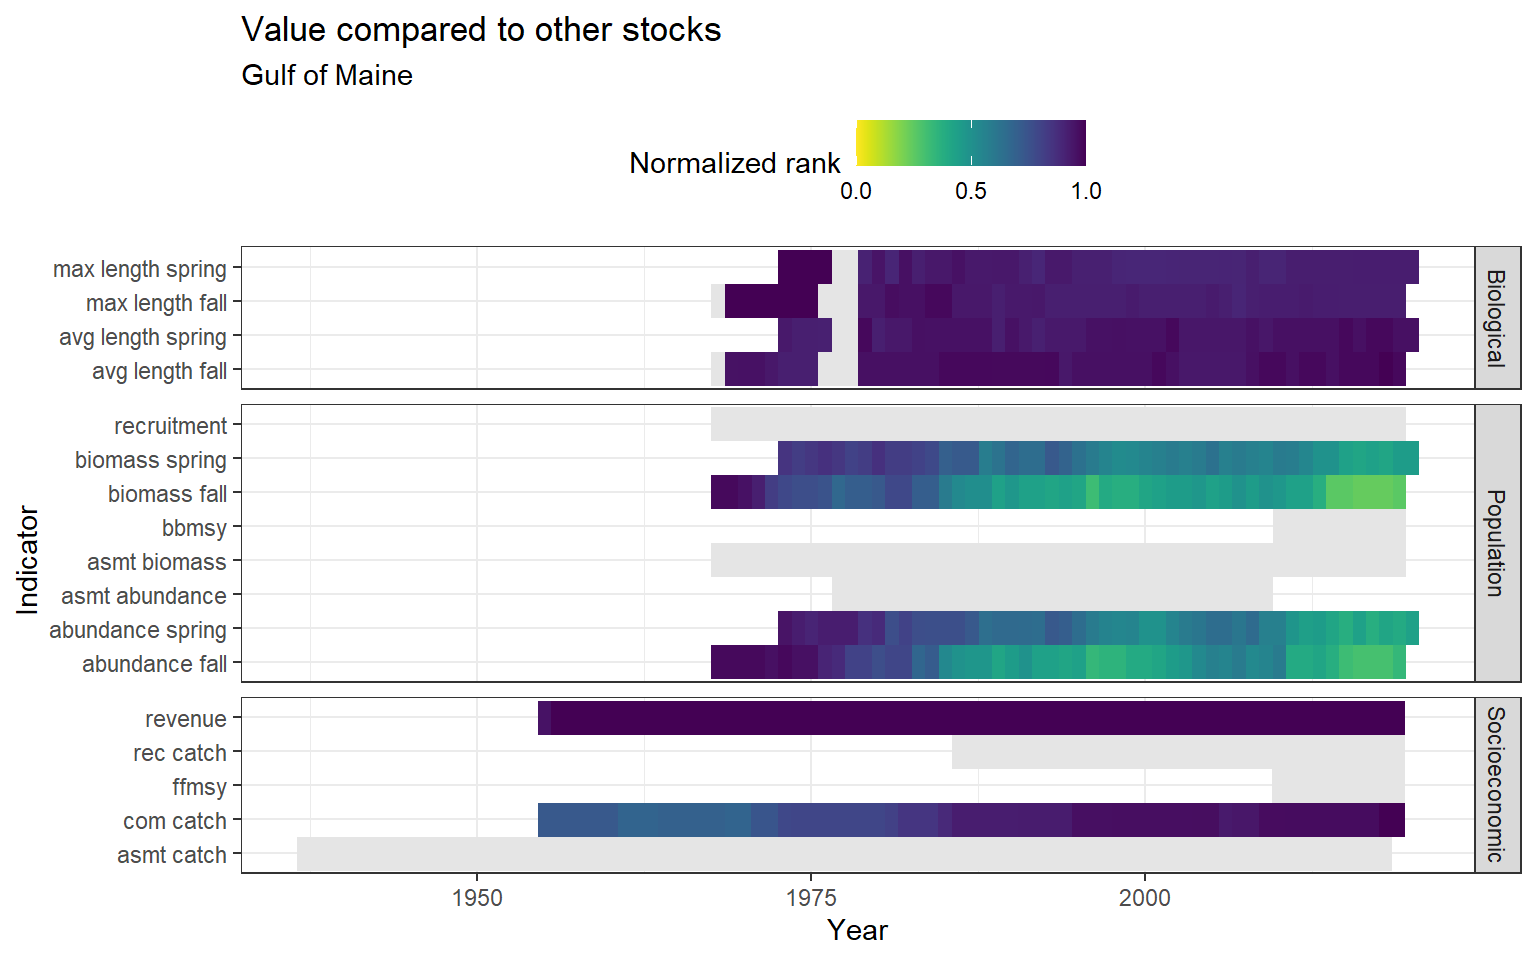 Value compared to other stocks
Gulf of Maine
Normalized rank
0.0 0.5 1.0
max length spring
max length fall
avg length spring
avg length fall
Biological
recruitment
biomass spring
biomass fall
bbmsy
asmt biomass
asmt abundance
abundance spring
abundance fall
Population
revenue
rec catch
ffmsy
com catch
asmt catch
Socioeconomic
Indicator
1950 1975 2000
Year